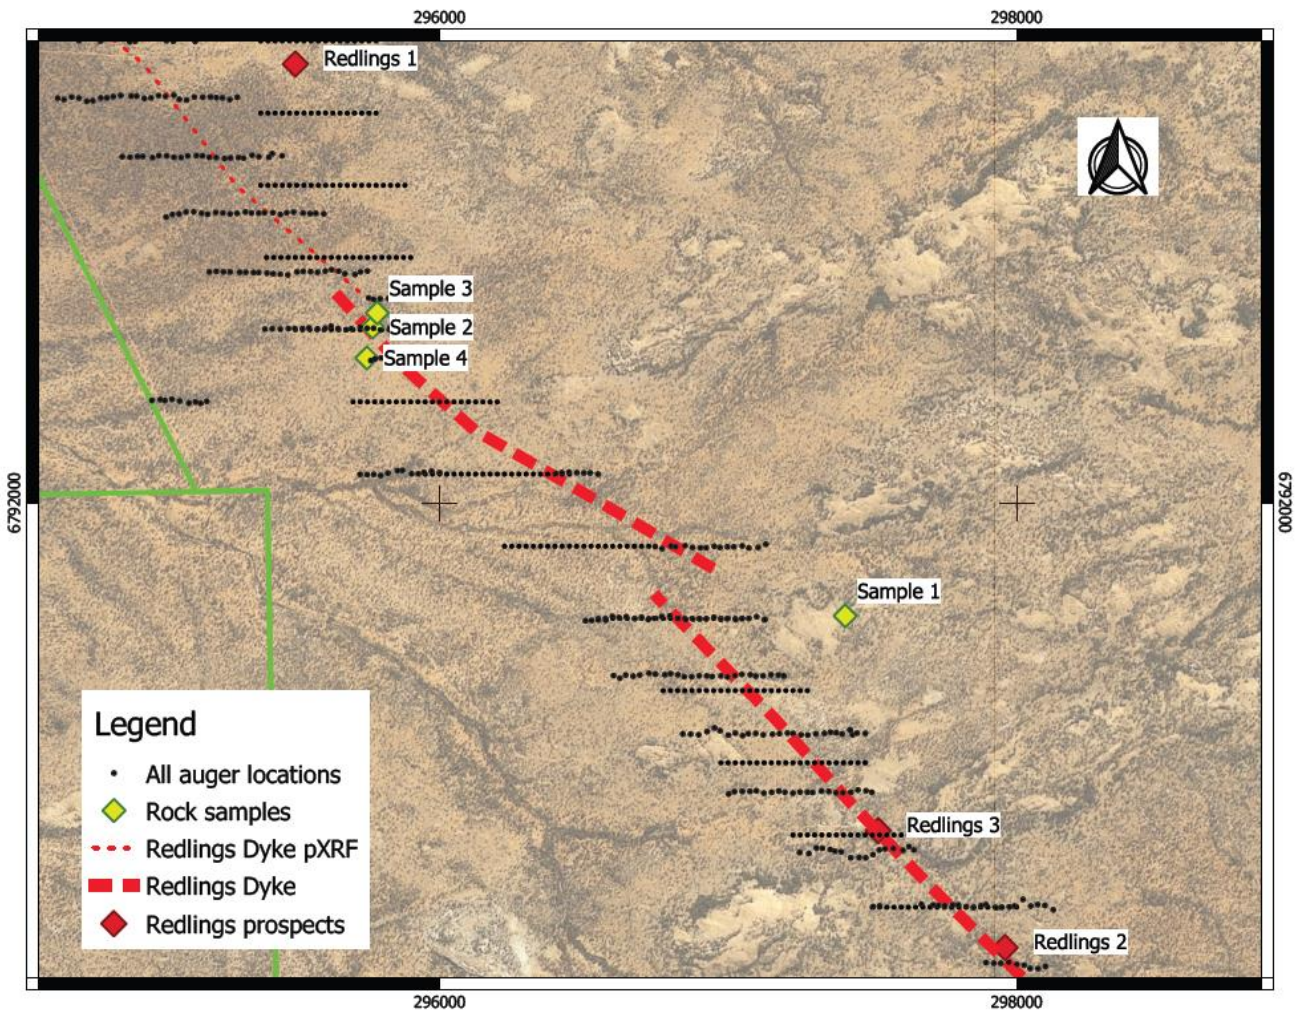 296000
298000
Redlings 1
Sample 3
Sample 2
Sample 4
6792000
6792000
Sample 1
Legend
All auger locations
Rock samples
Redlings Dyke pXRF
Redlings Dyke
Redlings prospects
Redlings 3
Redlings 2
296000
298000